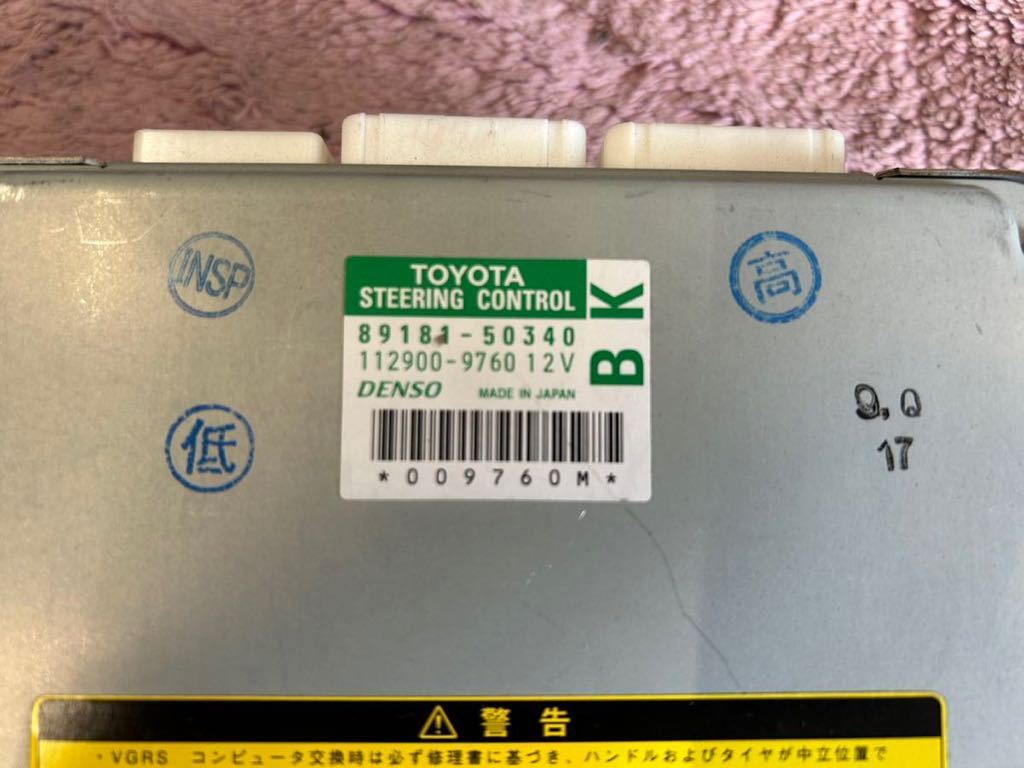 INSP
TOYOTA
STEERING CONTROL
89181-50340
112900-9760 12V
DENSO MADE IN JAPAN
BK
*009760M*
高
低
9,Q
17
警告
・VGRS コンピュータ交換時は必ず修理書に基づき、ハンドルおよびタイヤが中立位置で